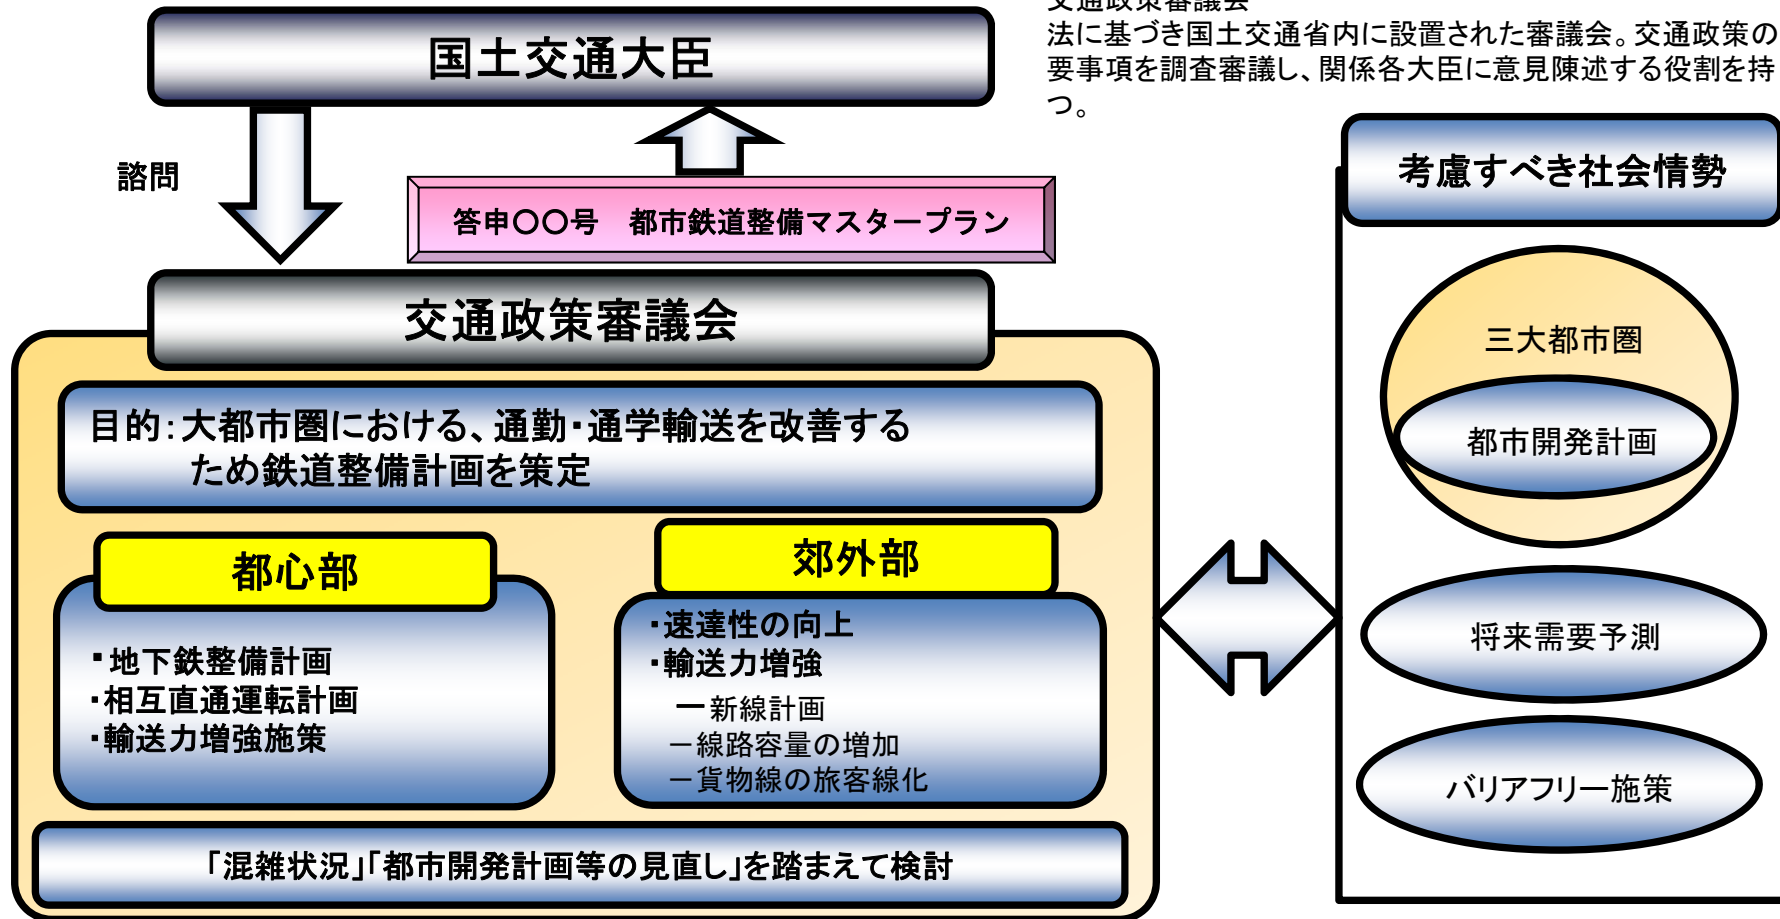 交通政策審議会
法に基づき国土交通省内に設置された審議会。交通政策の
要事項を調査審議し、関係各大臣に意見陳述する役割を持
つ。
国土交通大臣
諮問
答申〇〇号　都市鉄道整備マスタープラン
交通政策審議会
目的：大都市圏における、通勤・通学輸送を改善する
ため鉄道整備計画を策定
都心部
・地下鉄整備計画
・相互直通運転計画
・輸送力増強施策
郊外部
・速達性の向上
・輸送力増強
－新線計画
－線路容量の増加
－貨物線の旅客線化
「混雑状況」「都市開発計画等の見直し」を踏まえて検討
考慮すべき社会情勢
三大都市圏
都市開発計画
将来需要予測
バリアフリー施策